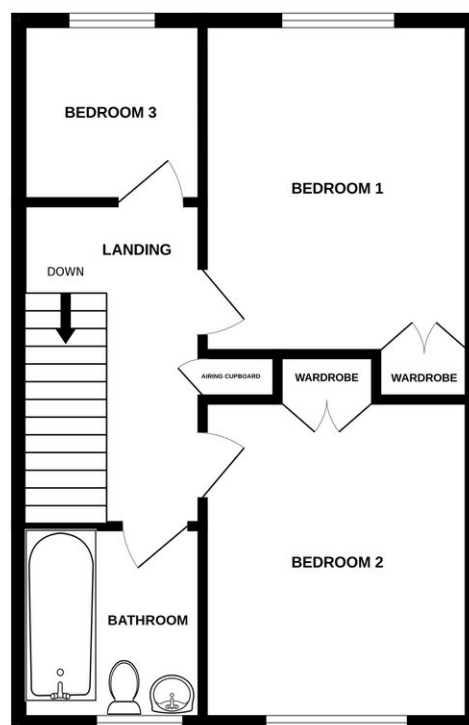 BEDROOM 3
BEDROOM 1
LANDING
DOWN
AIRING CUPBOARD
WARDROBE
WARDROBE
BEDROOM 2
BATHROOM